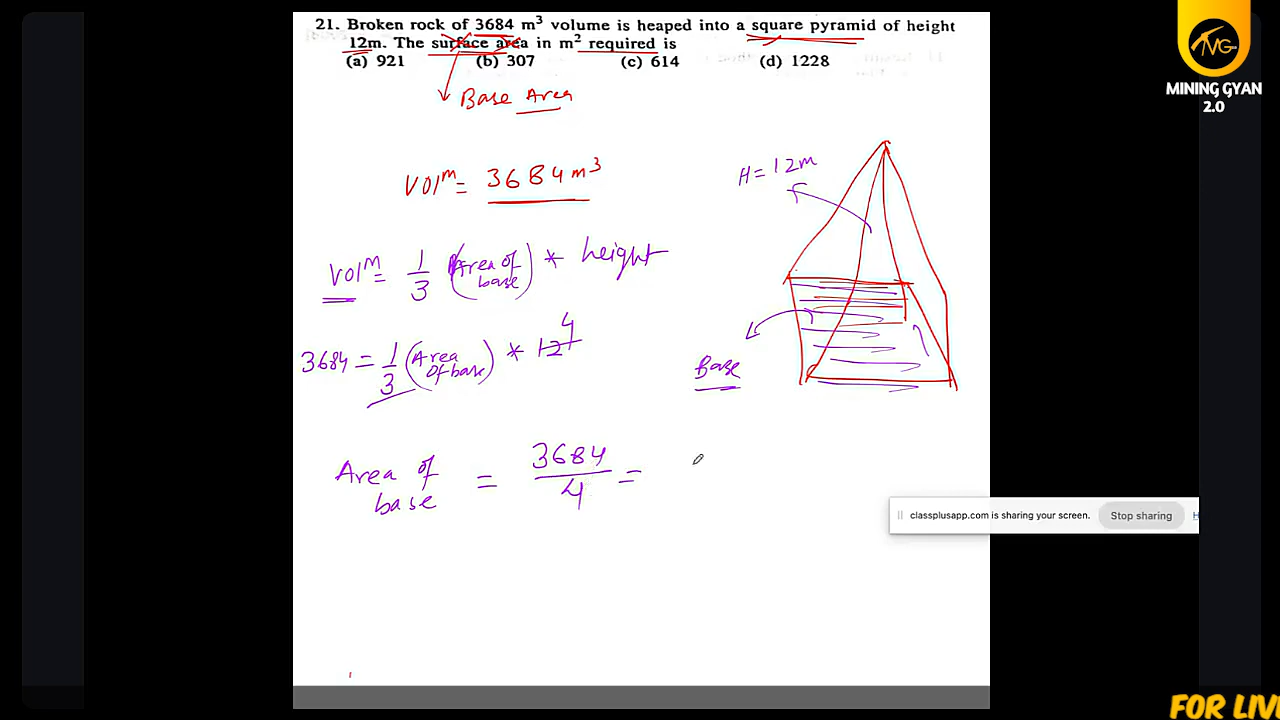 21. Broken rock of 3684 m³ volume is heaped into a square pyramid of height
12m. The surface area in m² required is
(a) 921 (b) 307 (c) 614 (d) 1228
Base Area
Volᵐ = 3684 m³
H = 12m
Volᵐ = 1/3 (Area of base) * height
3684 = 1/3 (Area of base) * 12 4
Base
Area of base = 3684/4 =
TVG
MINING GYAN
2.0
classplusapp.com is sharing your screen. Stop sharing
FOR LIV